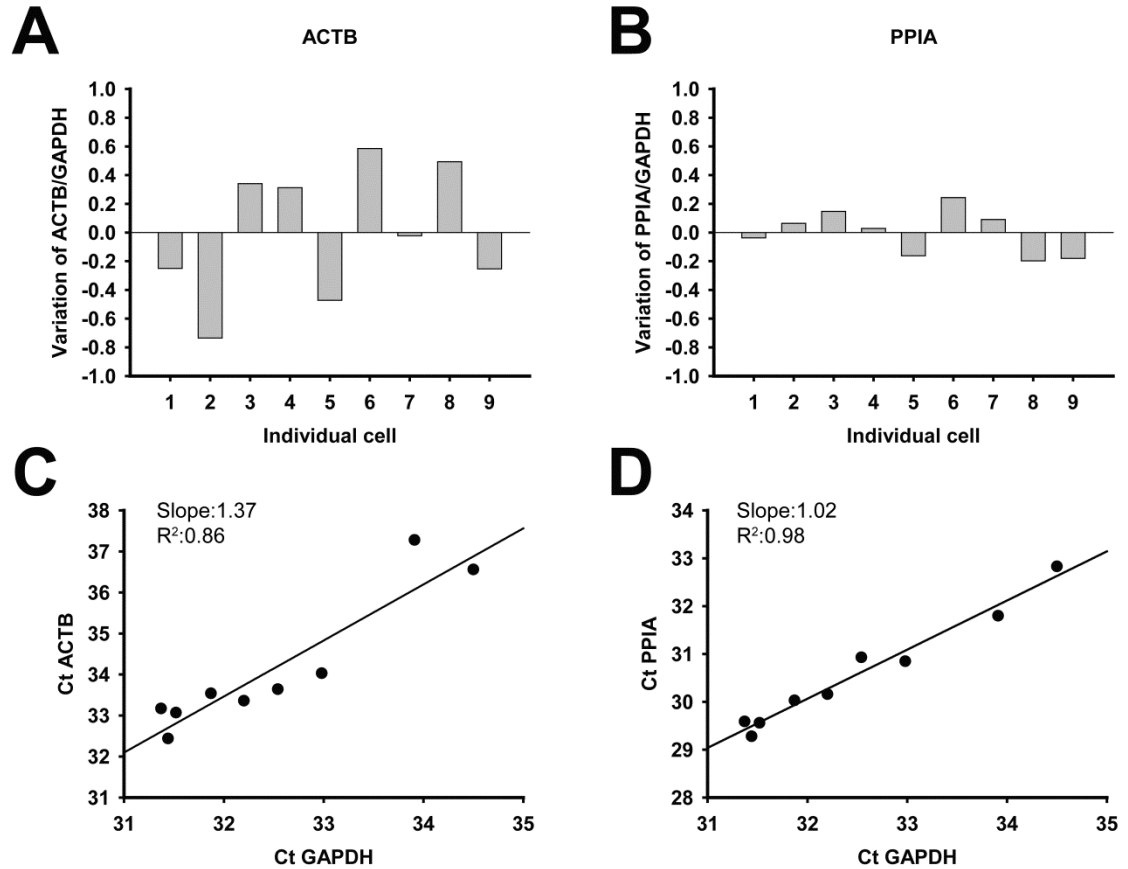 A
ACTB
Variation of ACTB/GAPDH
1.0
0.8
0.6
0.4
0.2
0.0
-0.2
-0.4
-0.6
-0.8
-1.0
1 2 3 4 5 6 7 8 9
Individual cell
B
PPIA
Variation of PPIA/GAPDH
1.0
0.8
0.6
0.4
0.2
0.0
-0.2
-0.4
-0.6
-0.8
-1.0
1 2 3 4 5 6 7 8 9
Individual cell
C
Slope:1.37
R²:0.86
Ct ACTB
38
37
36
35
34
33
32
31
31 32 33 34 35
Ct GAPDH
D
Slope:1.02
R²:0.98
Ct PPIA
34
33
32
31
30
29
28
31 32 33 34 35
Ct GAPDH